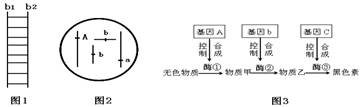 b1 b2
A
b
b
a
基因A 基因b 基因C
控制 合成 控制 合成 控制 合成
酶① 酶② 酶③
无色物质 物质甲 物质乙 黑色素
图1 图2 图3